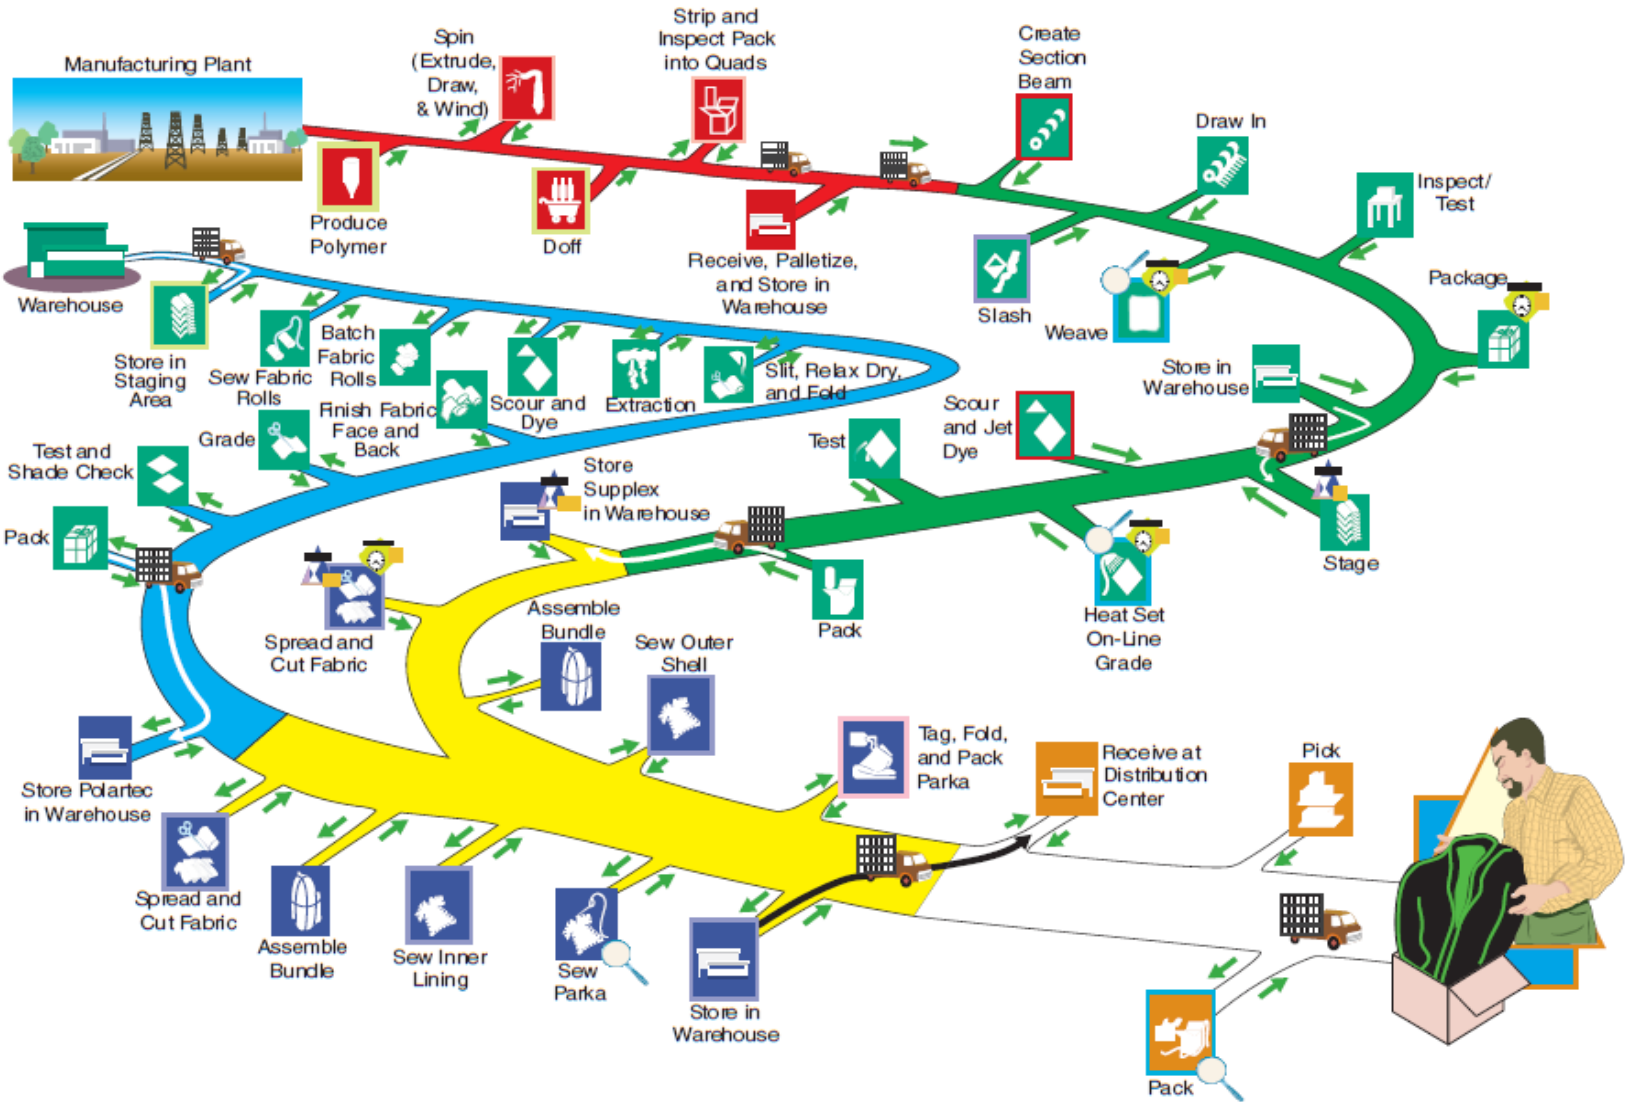 Manufacturing Plant
Spin
(Extrude,
Draw,
& Wind)
Strip and
Inspect Pack
into Quads
Create
Section
Beam
Draw In
Inspect/
Test
Produce
Polymer
Doff
Receive, Palletize,
and Store in
Warehouse
Slash
Weave
Package
Warehouse
Store in
Staging
Area
Sew Fabric
Rolls
Batch
Fabric
Rolls
Finish Fabric
Face and
Back
Scour and
Dye
Extraction
Slit, Relax Dry,
and Fold
Store in
Warehouse
Scour
and Jet
Dye
Test
Grade
Test and
Shade Check
Pack
Store
Supplex
in Warehouse
Stage
Heat Set
On-Line
Grade
Pack
Spread and
Cut Fabric
Assemble
Bundle
Sew Outer
Shell
Tag, Fold,
and Pack
Parka
Receive at
Distribution
Center
Pick
Store Polartec
in Warehouse
Spread and
Cut Fabric
Assemble
Bundle
Sew Inner
Lining
Sew
Parka
Store in
Warehouse
Pack